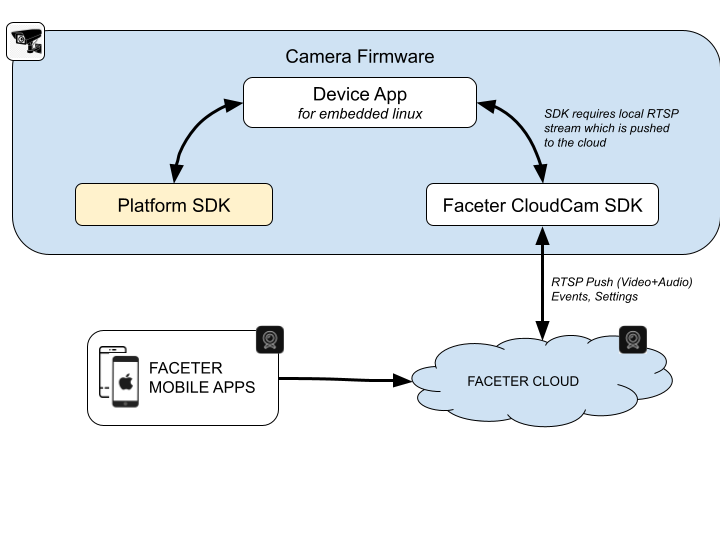 Camera Firmware
Device App
for embedded linux
SDK requires local RTSP
stream which is pushed
to the cloud
Platform SDK
Faceter CloudCam SDK
RTSP Push (Video+Audio)
Events, Settings
FACETER
MOBILE APPS
FACETER CLOUD